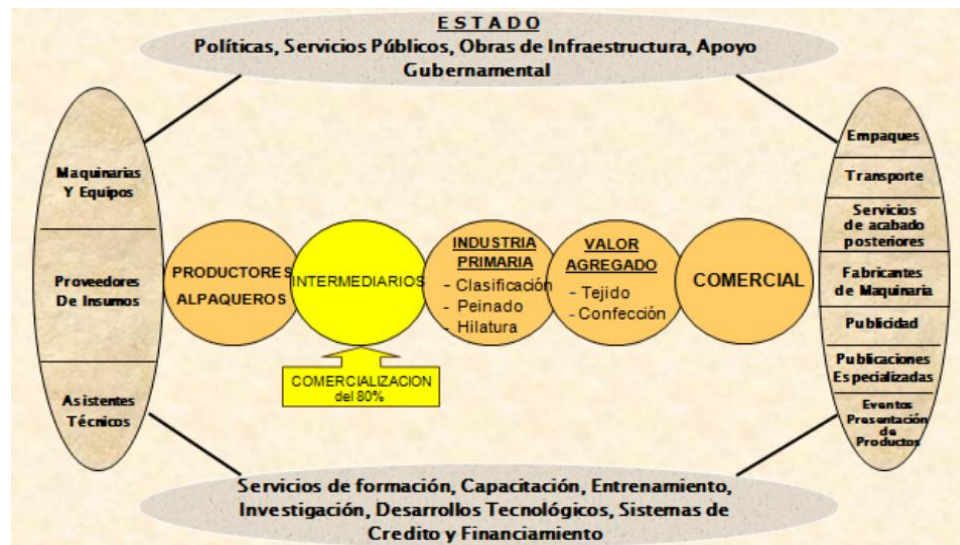 E S T A D O
Políticas, Servicios Públicos, Obras de Infraestructura, Apoyo
Gubernamental
Maquinarias
Y Equipos
Proveedores
De Insumos
Asistentes
Técnicos
PRODUCTORES
ALPAQUEROS
INTERMEDIARIOS
COMERCIALIZACION
del 80%
INDUSTRIA
PRIMARIA
- Clasificación
- Peinado
- Hilatura
VALOR
AGREGADO
- Tejido
- Confección
COMERCIAL
Empaques
Transporte
Servicios
de acabado
posteriores
Fabricantes
de Maquinaria
Publicidad
Publicaciones
Especializadas
Eventos
Presentación
de
Productos
Servicios de formación, Capacitación, Entrenamiento,
Investigación, Desarrollos Tecnológicos, Sistemas de
Credito y Financiamiento